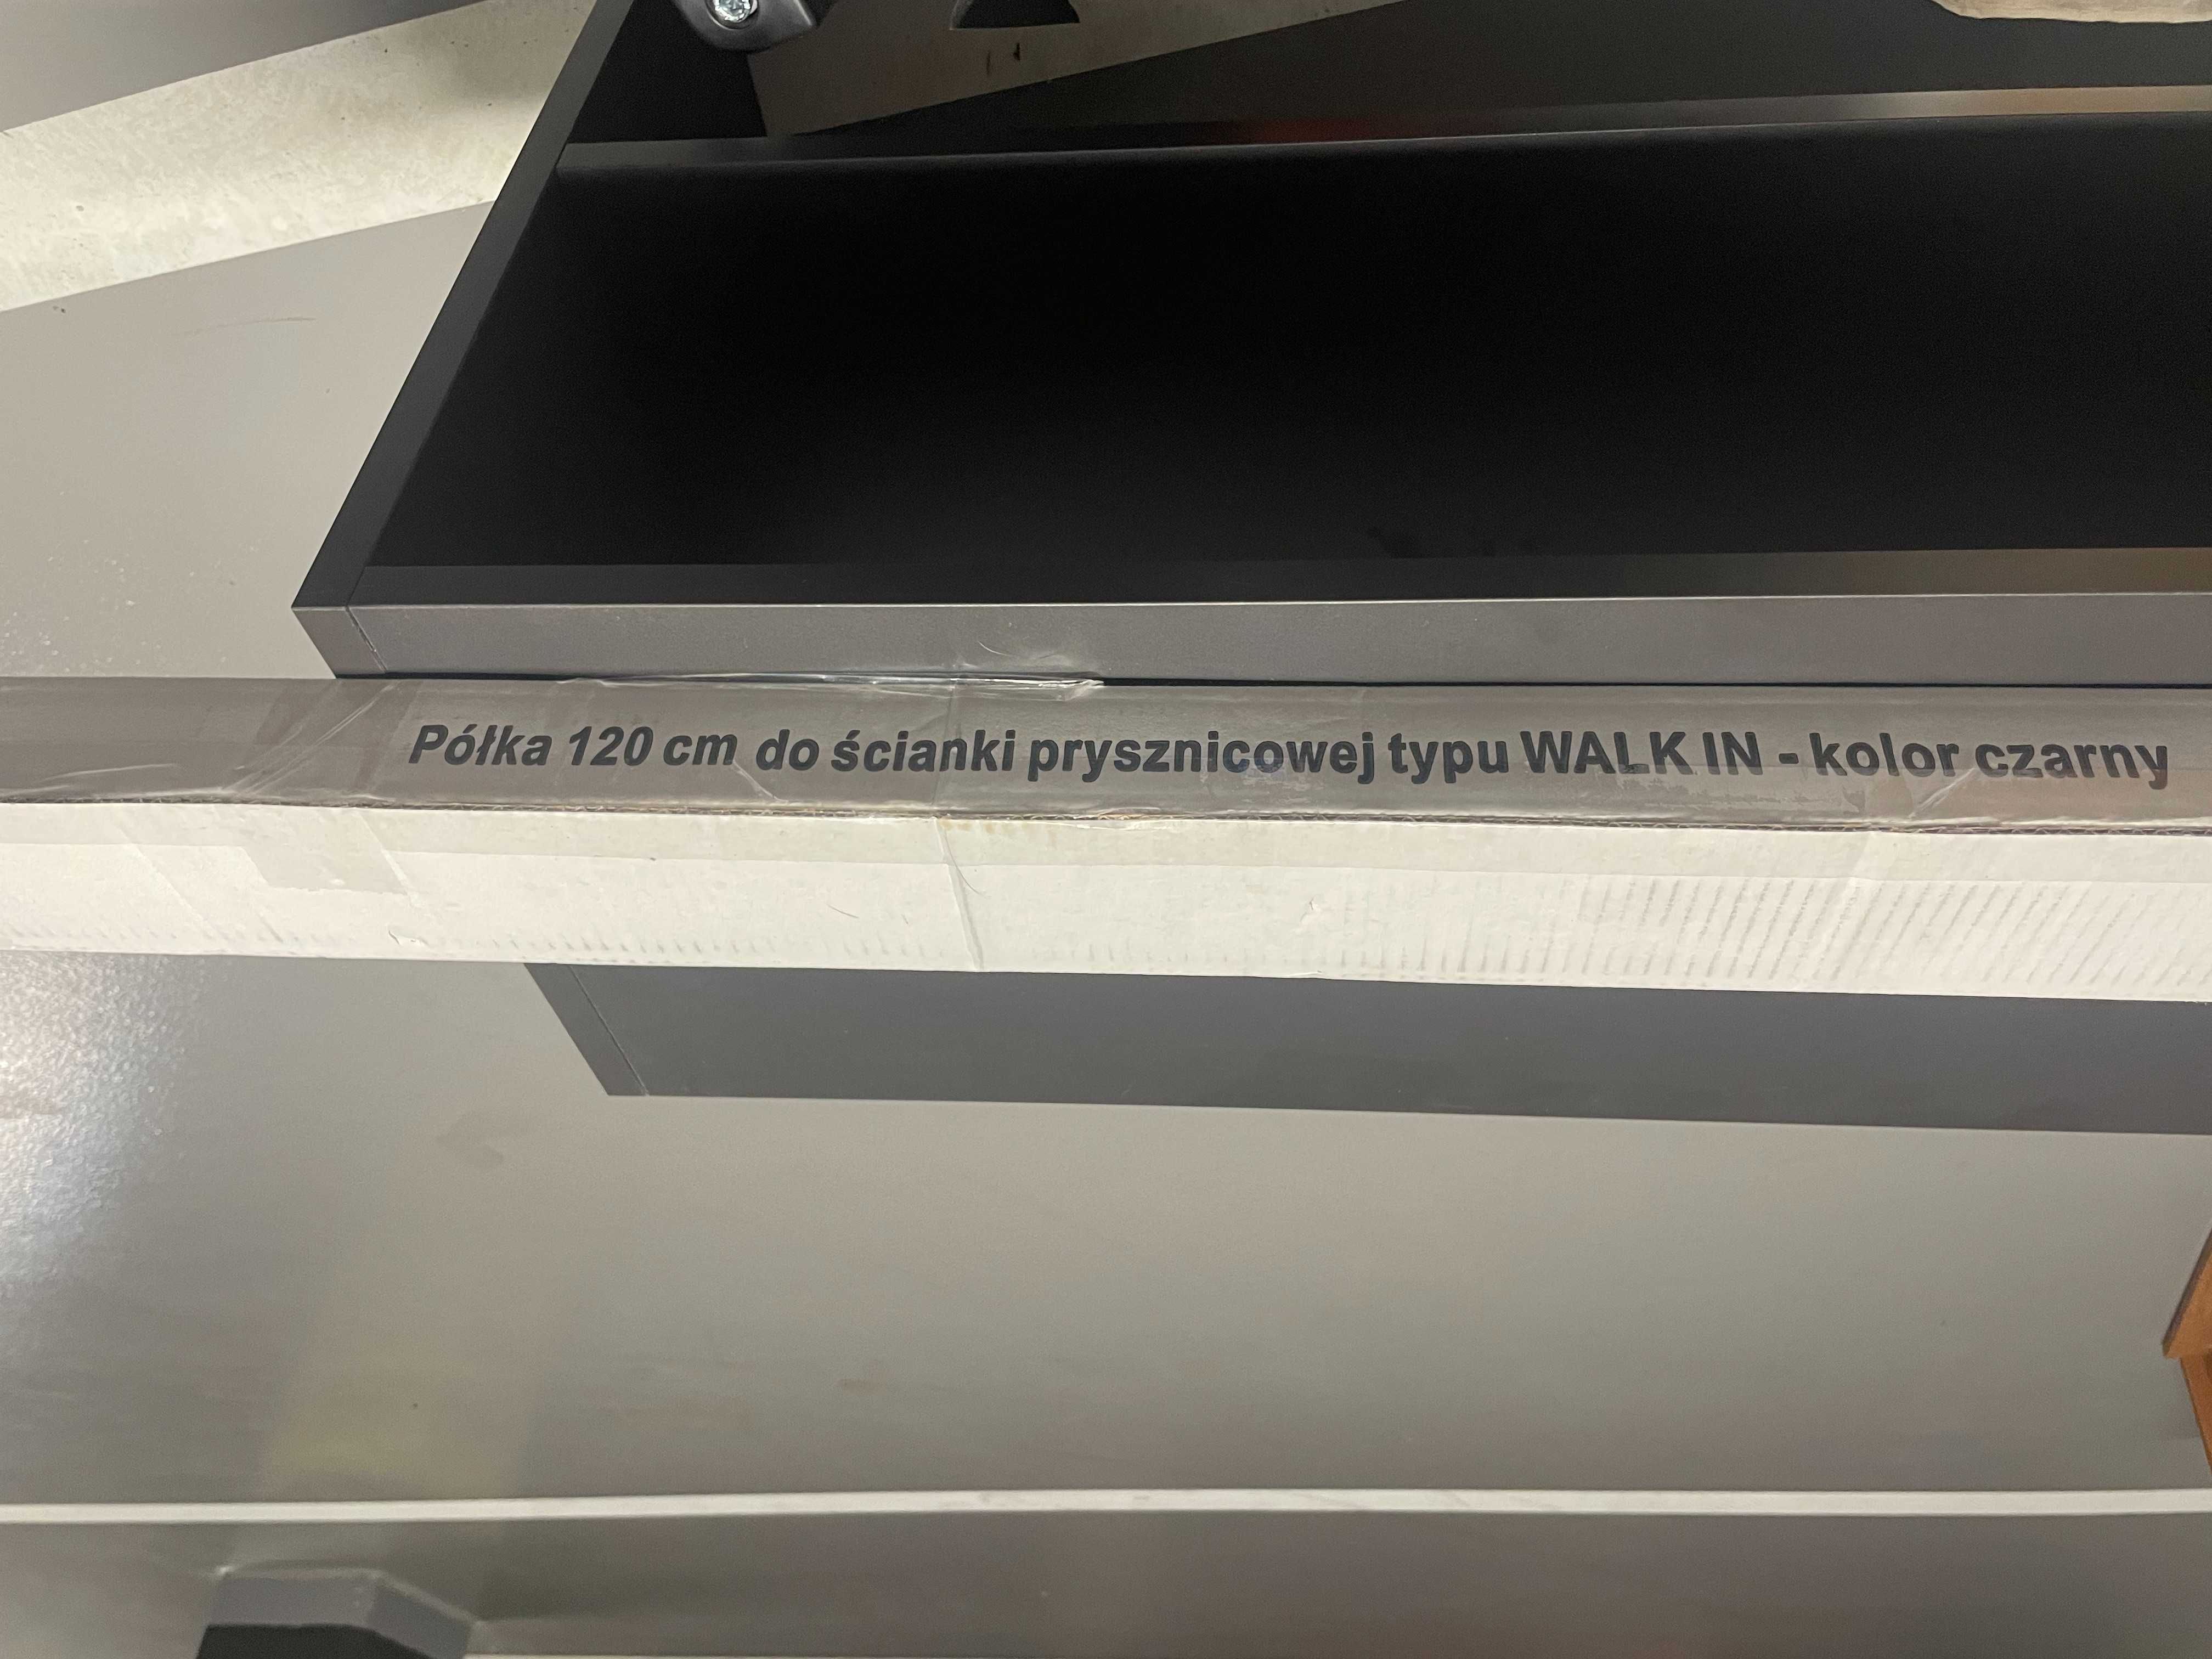 Półka 120 cm do ścianki prysznicowej typu WALK IN - kolor czarny